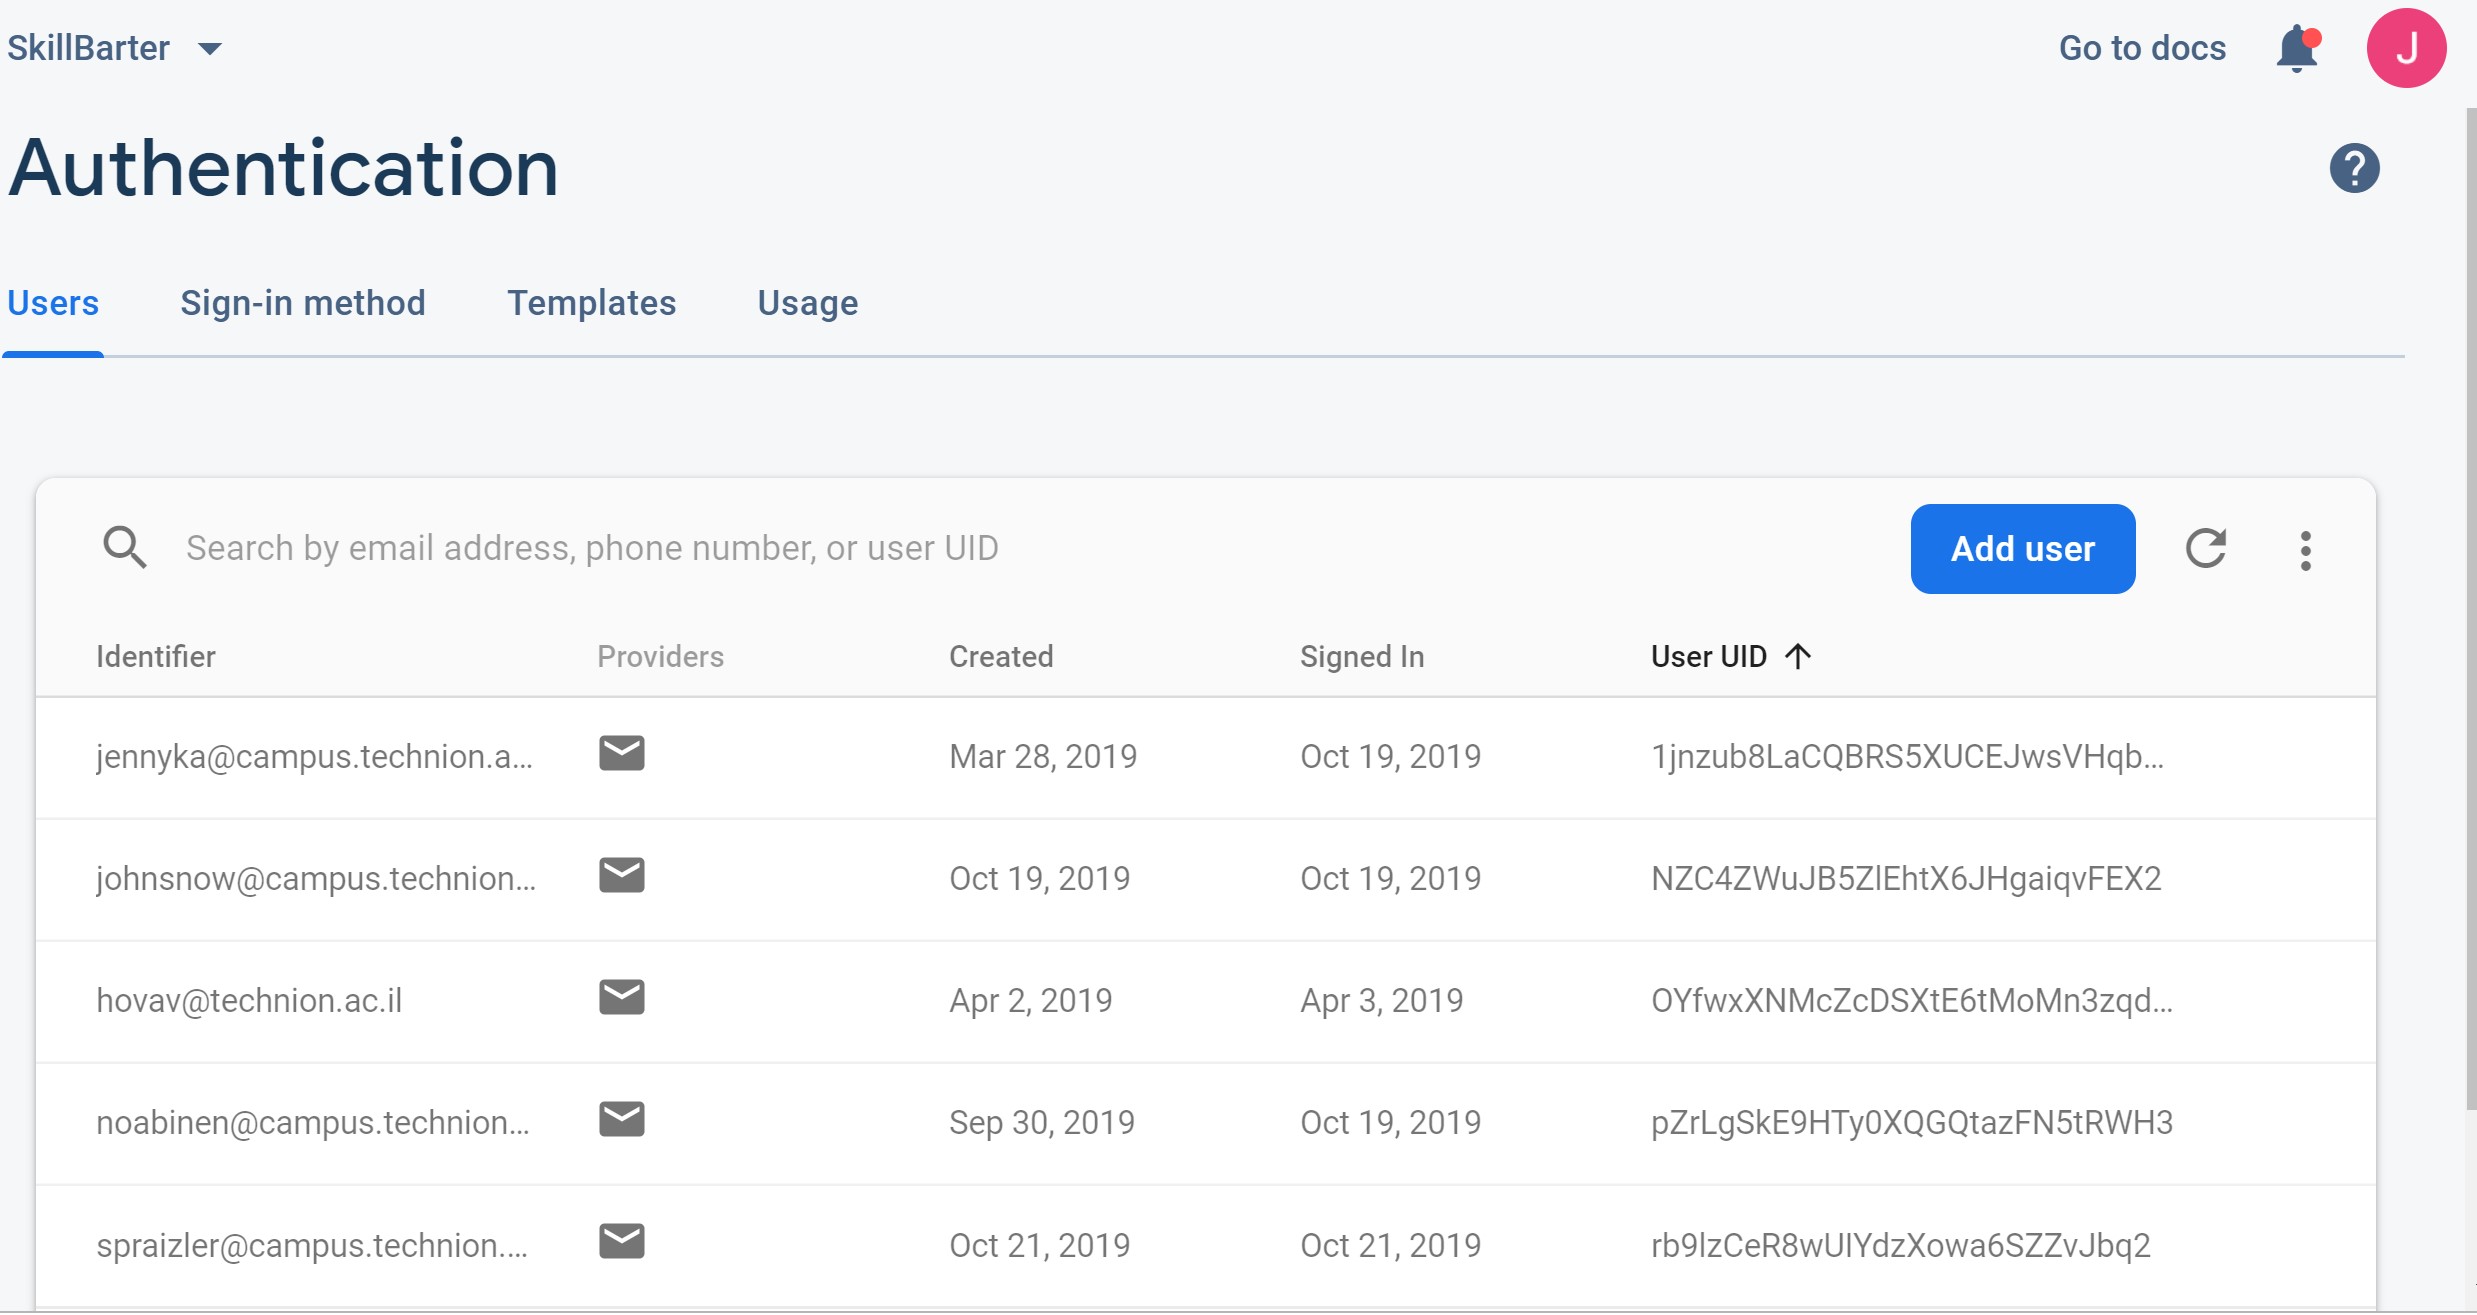 SkillBarter Go to docs J
Authentication ?
Users Sign-in method Templates Usage
Search by email address, phone number, or user UID Add user
Identifier Providers Created Signed In User UID
jennyka@campus.technion.a... Mar 28, 2019 Oct 19, 2019 1jnzub8LaCQBRS5XUCEJwsVHqb...
johnsnow@campus.technion... Oct 19, 2019 Oct 19, 2019 NZC4ZWuJB5ZlEhtX6JHgaiqvFEX2
hovav@technion.ac.il Apr 2, 2019 Apr 3, 2019 OYfwxXNMcZcDSXtE6tMoMn3zqd...
noabinen@campus.technion... Sep 30, 2019 Oct 19, 2019 pZrLgSkE9HTy0XQGQtazFN5tRWH3
spraizler@campus.technion.... Oct 21, 2019 Oct 21, 2019 rb9lzCeR8wUIYdzXowa6SZZvJbq2